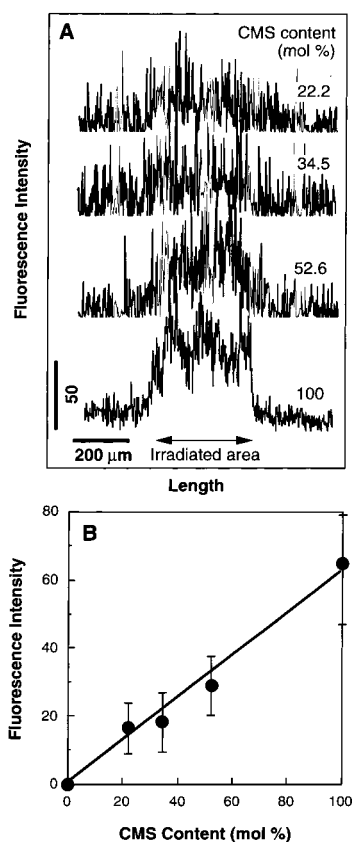 A
CMS content
(mol %)
22.2
34.5
52.6
100
Fluorescence Intensity
50
200 μm
Irradiated area
Length
B
80
60
40
20
0
Fluorescence Intensity
0 20 40 60 80 100
CMS Content (mol %)